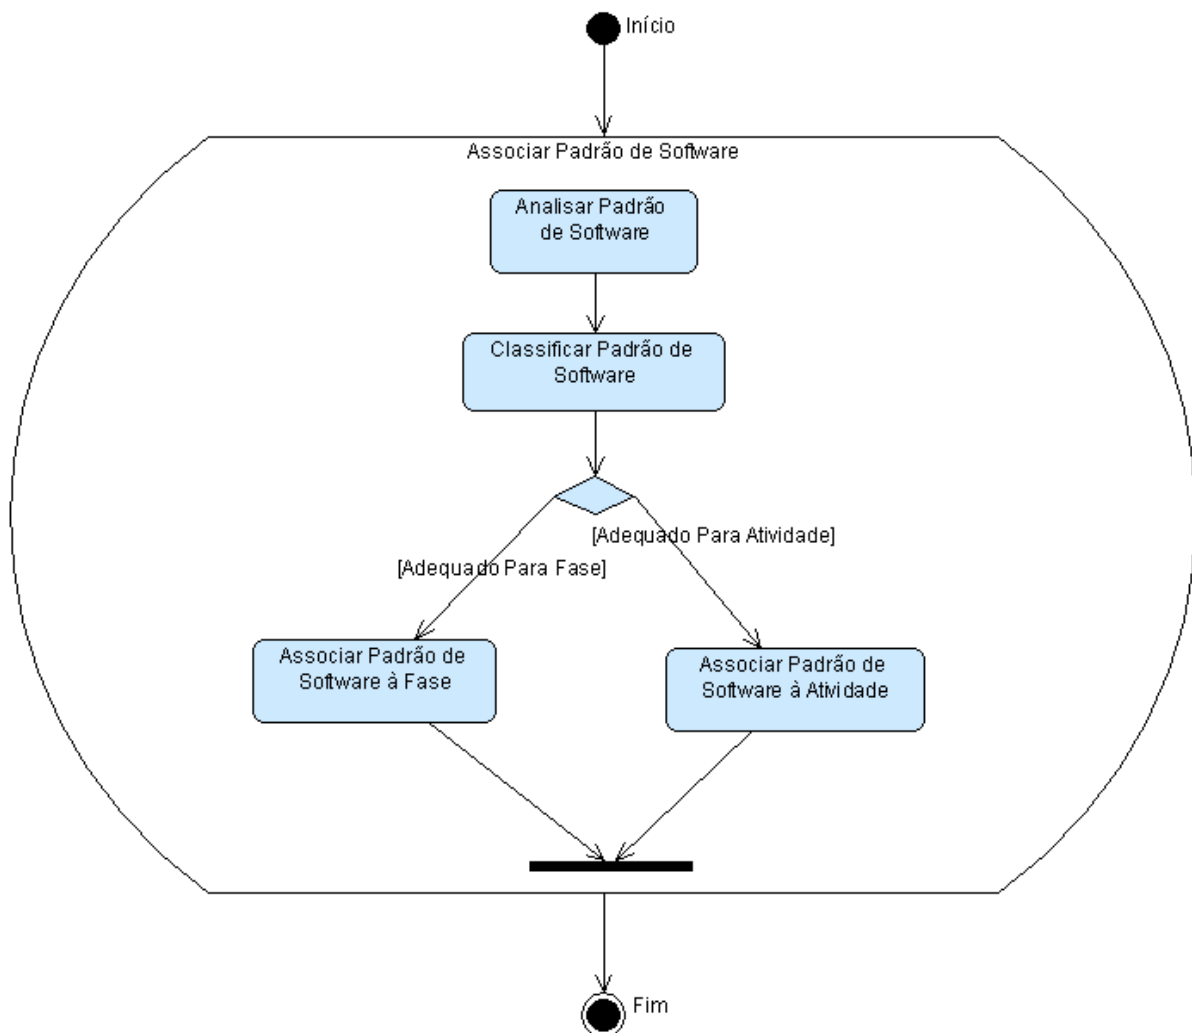 Início
Associar Padrão de Software
Analisar Padrão
de Software
Classificar Padrão de
Software
[Adequado Para Atividade]
[Adequado Para Fase]
Associar Padrão de
Software à Fase
Associar Padrão de
Software à Atividade
Fim